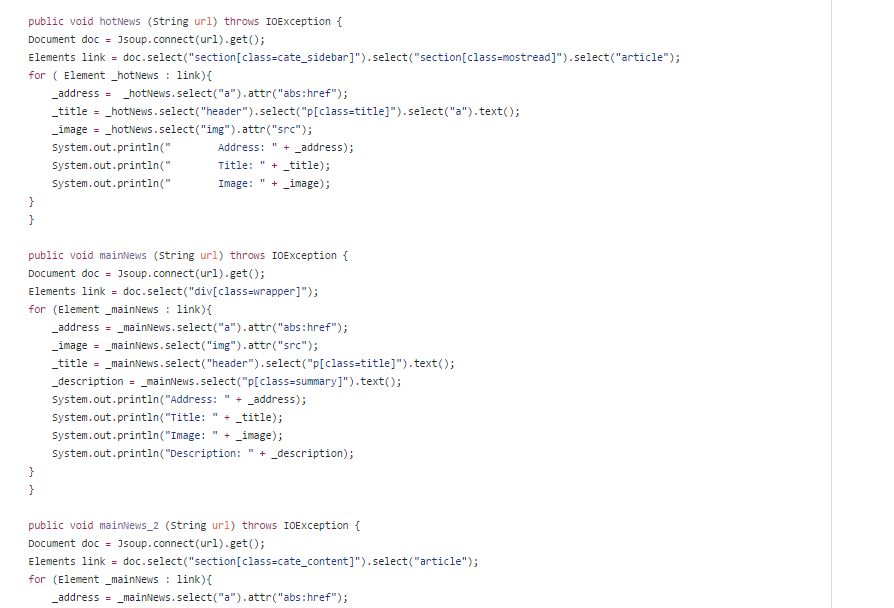 public void hotNews (String url) throws IOException {
Document doc = Jsoup.connect(url).get();
Elements link = doc.select("section[class=cate_sidebar]").select("section[class=mostread]").select("article");
for ( Element _hotNews : link){
    _address =  _hotNews.select("a").attr("abs:href");
    _title = _hotNews.select("header").select("p[class=title]").select("a").text();
    _image = _hotNews.select("img").attr("src");
    System.out.println("        Address: " + _address);
    System.out.println("        Title: " + _title);
    System.out.println("        Image: " + _image);
}
}
public void mainNews (String url) throws IOException {
Document doc = Jsoup.connect(url).get();
Elements link = doc.select("div[class=wrapper]");
for (Element _mainNews : link){
    _address = _mainNews.select("a").attr("abs:href");
    _image = _mainNews.select("img").attr("src");
    _title = _mainNews.select("header").select("p[class=title]").text();
    _description = _mainNews.select("p[class=summary]").text();
    System.out.println("Address: " + _address);
    System.out.println("Title: " + _title);
    System.out.println("Image: " + _image);
    System.out.println("Description: " + _description);
}
}
public void mainNews_2 (String url) throws IOException {
Document doc = Jsoup.connect(url).get();
Elements link = doc.select("section[class=cate_content]").select("article");
for (Element _mainNews : link){
    _address = _mainNews.select("a").attr("abs:href");